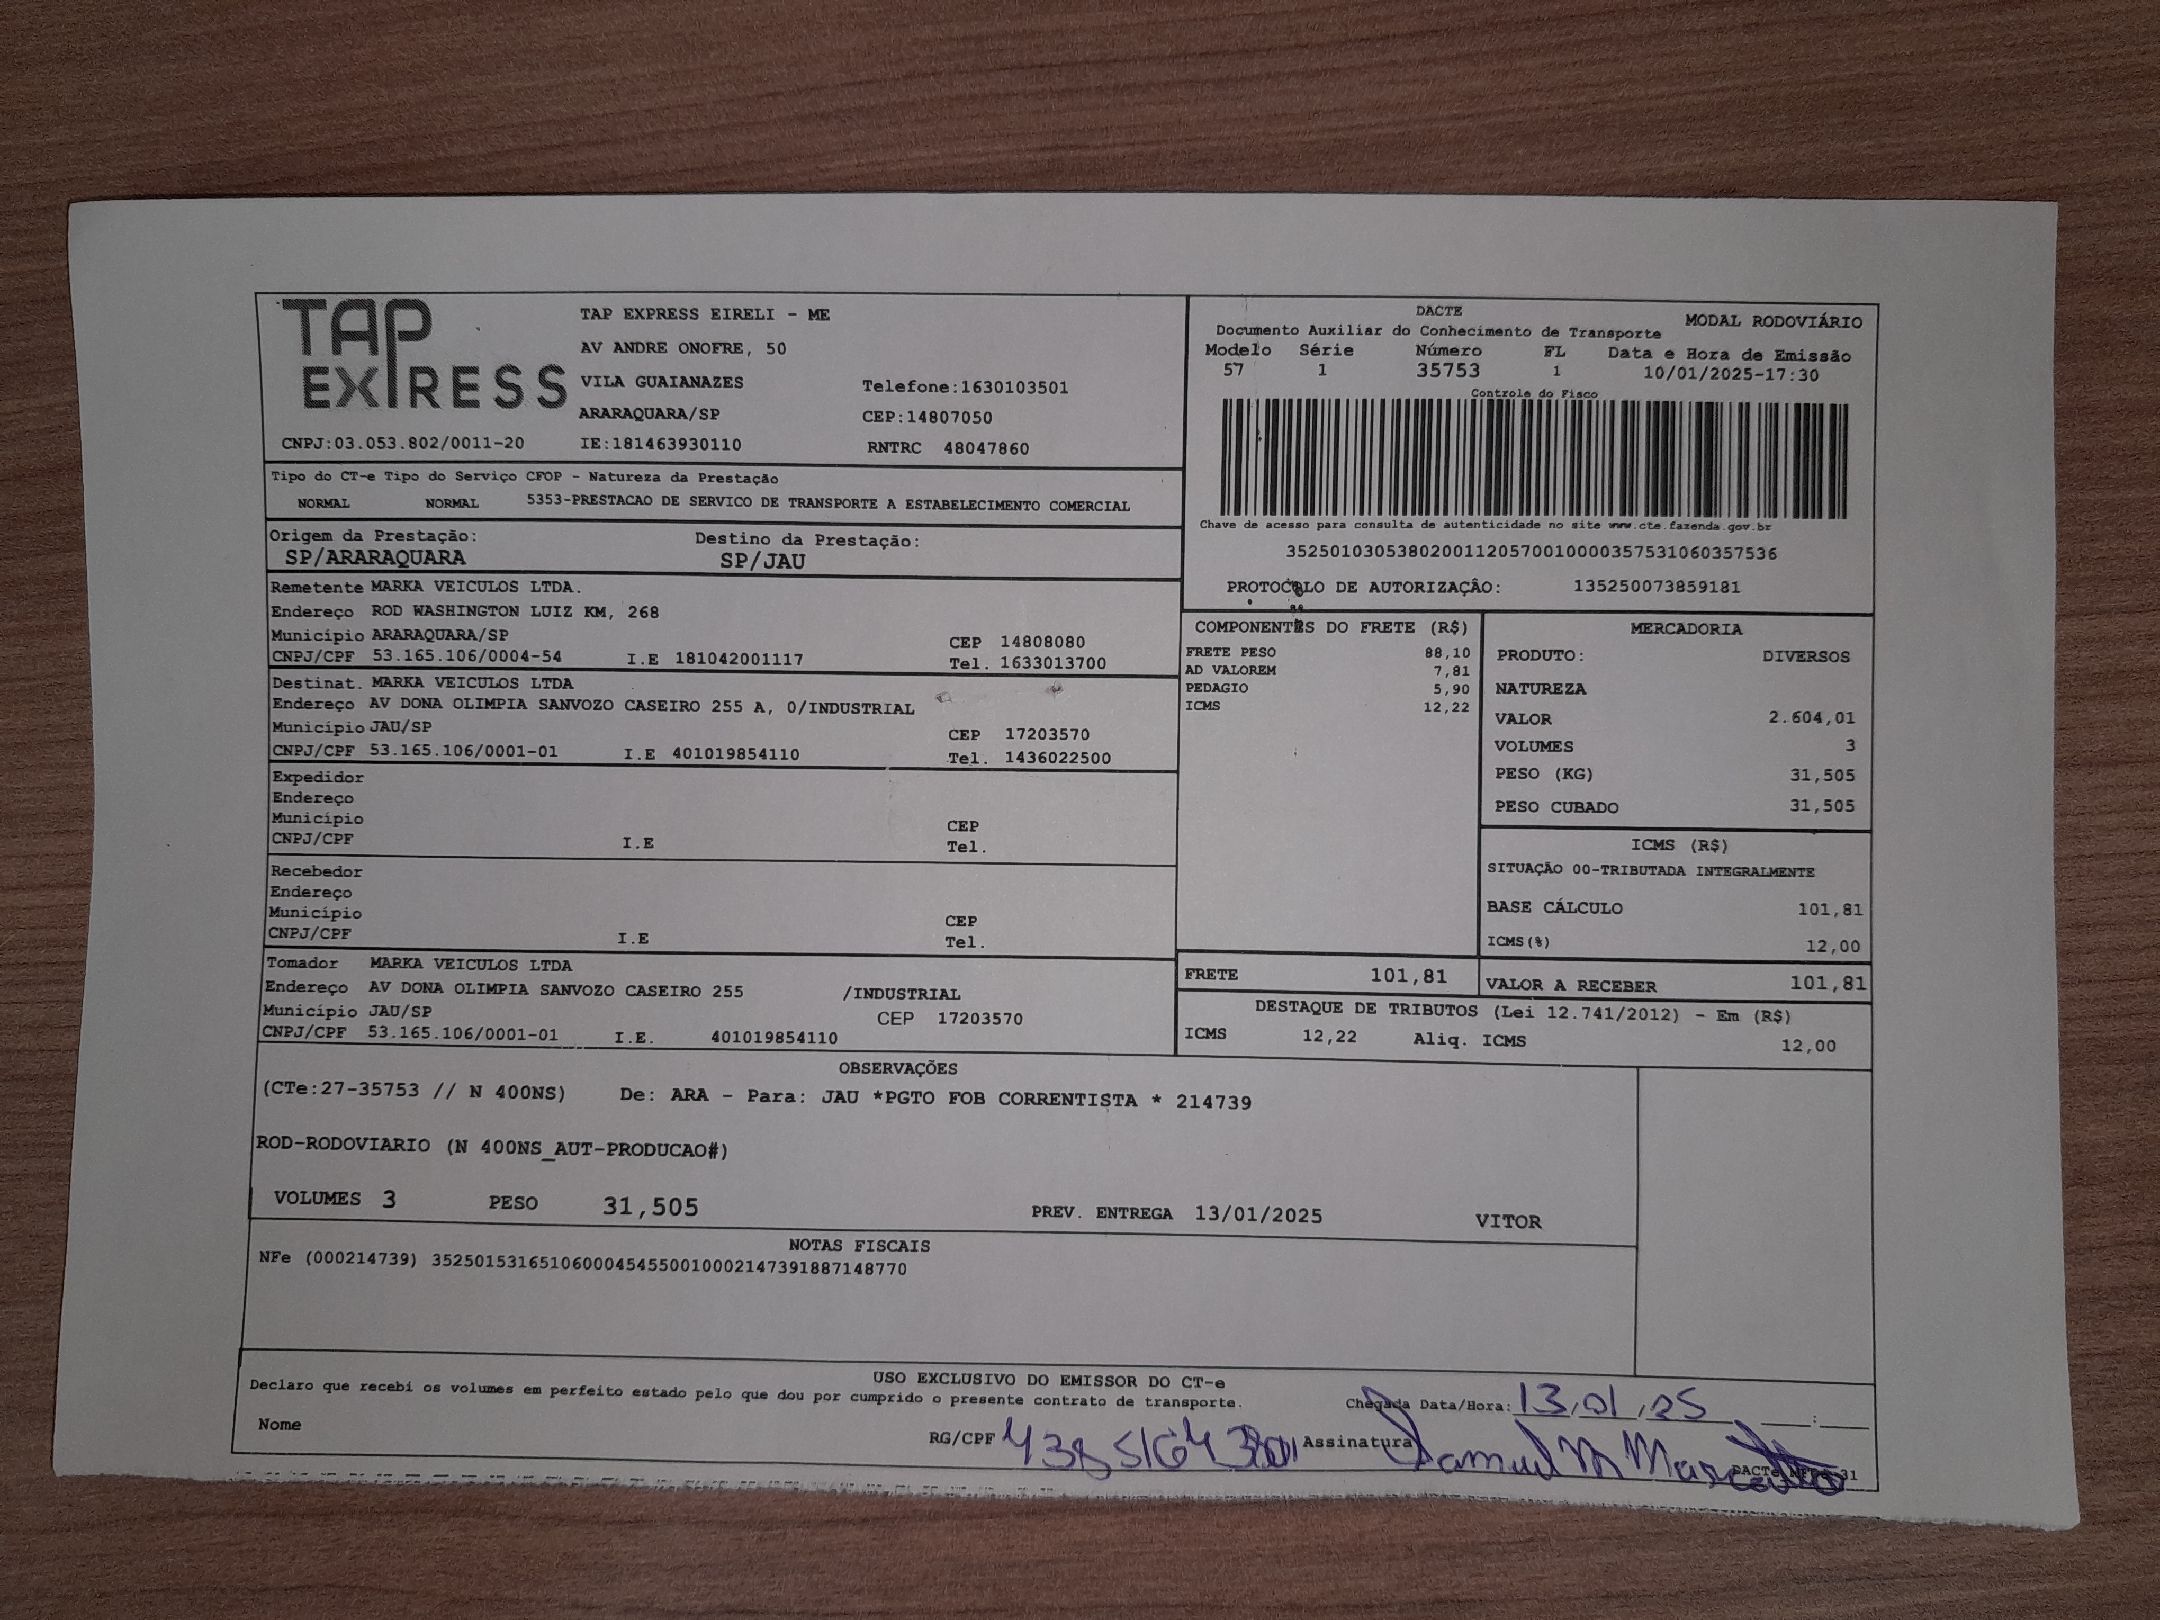 TAP EXPRESS
TAP EXPRESS EIRELI - ME
AV ANDRE ONOFRE, 50
VILA GUAIANAZES Telefone:1630103501
ARARAQUARA/SP CEP:14807050
CNPJ:03.053.802/0011-20 IE:181463930110 RNTRC 48047860
DACTE MODAL RODOVIÁRIO
Documento Auxiliar do Conhecimento de Transporte
Modelo Série Número FL Data e Hora de Emissão
57 1 35753 1 10/01/2025-17:30
Controle do Fisco
Chave de acesso para consulta de autenticidade no site www.cte.fazenda.gov.br
35250103053802001120570010000357531060357536
PROTOCOLO DE AUTORIZAÇÃO: 135250073859181
Tipo do CT-e Tipo do Serviço CFOP - Natureza da Prestação
NORMAL NORMAL 5353-PRESTACAO DE SERVICO DE TRANSPORTE A ESTABELECIMENTO COMERCIAL
Origem da Prestação: Destino da Prestação:
SP/ARARAQUARA SP/JAU
Remetente MARKA VEICULOS LTDA.
Endereço ROD WASHINGTON LUIZ KM, 268
Município ARARAQUARA/SP CEP 14808080
CNPJ/CPF 53.165.106/0004-54 I.E 181042001117 Tel. 1633013700
Destinat. MARKA VEICULOS LTDA
Endereço AV DONA OLIMPIA SANVOZO CASEIRO 255 A, 0/INDUSTRIAL
Município JAU/SP CEP 17203570
CNPJ/CPF 53.165.106/0001-01 I.E 401019854110 Tel. 1436022500
Expedidor
Endereço
Município CEP
CNPJ/CPF I.E Tel.
Recebedor
Endereço
Município CEP
CNPJ/CPF I.E Tel.
Tomador MARKA VEICULOS LTDA
Endereço AV DONA OLIMPIA SANVOZO CASEIRO 255 /INDUSTRIAL
Município JAU/SP CEP 17203570
CNPJ/CPF 53.165.106/0001-01 I.E. 401019854110
COMPONENTES DO FRETE (R$)
FRETE PESO 88,10
AD VALOREM 7,81
PEDAGIO 5,90
ICMS 12,22
MERCADORIA
PRODUTO: DIVERSOS
NATUREZA
VALOR 2.604,01
VOLUMES 3
PESO (KG) 31,505
PESO CUBADO 31,505
ICMS (R$)
SITUAÇÃO 00-TRIBUTADA INTEGRALMENTE
BASE CÁLCULO 101,81
ICMS(%) 12,00
FRETE 101,81 VALOR A RECEBER 101,81
DESTAQUE DE TRIBUTOS (Lei 12.741/2012) - Em (R$)
ICMS 12,22 Aliq. ICMS 12,00
OBSERVAÇÕES
(CTe:27-35753 // N 400NS) De: ARA - Para: JAU *PGTO FOB CORRENTISTA * 214739
ROD-RODOVIARIO (N 400NS_AUT-PRODUCAO#)
VOLUMES 3 PESO 31,505 PREV. ENTREGA 13/01/2025 VITOR
NOTAS FISCAIS
NFe (000214739) 35250153165106000454550010002147391887148770
USO EXCLUSIVO DO EMISSOR DO CT-e
Declaro que recebi os volumes em perfeito estado pelo que dou por cumprido o presente contrato de transporte.
Chegada Data/Hora: 13,01,25 :
Nome RG/CPF Assinatura Samuel M